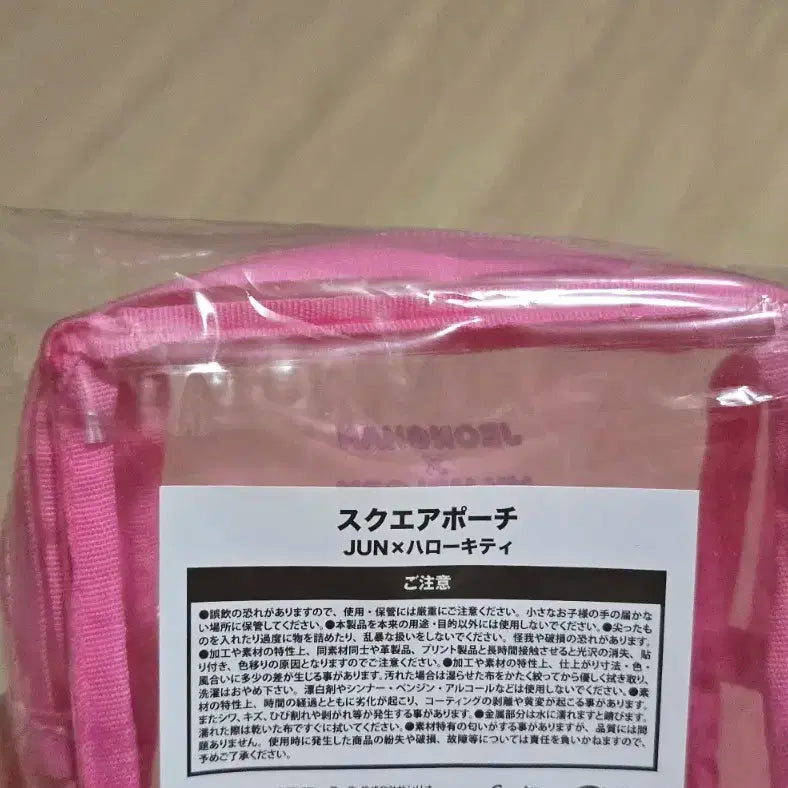 JEONGHAN
×
スクエアポーチ
JUN×ハローキティ
ご注意
●誤飲の恐れがありますので、使用・保管には厳重にご注意ください。小さなお子様の手の届かな
い場所に保管してください。●本製品を本来の用途・目的以外には使用しないでください。●尖ったも
のを入れたり過度に物を詰めたり、乱暴な扱いをしないでください。怪我や破損の恐れがあります。
●加工や素材の特性上、同素材同士や革製品、プリント製品と長時間接触させると光沢の消失、貼
り付き、色移りの原因となりますのでご注意ください。●加工や素材の特性上、仕上がり寸法・色・
風合いに多少の差が生じる事があります。汚れた場合は湿らせた布をかたく絞ってから優しく拭き取り、
洗濯はおやめ下さい。漂白剤やシンナー・ベンジン・アルコールなどは使用しないでください。●素
材の特性上、時間の経過とともに劣化が起こり、コーティングの剥離や黄変が起こる事があります。
またシワ、キズ、ひび割れや剥がれ等が発生する事があります。●金属部分は水に濡れますと錆びます。
濡れた際は乾いた布ですぐに拭いてください。●素材特有の匂いがする事がありますが、品質には問
題ありません。使用時に発生した商品の紛失や破損、故障等については責任を負いかねますので、
予めご了承ください。